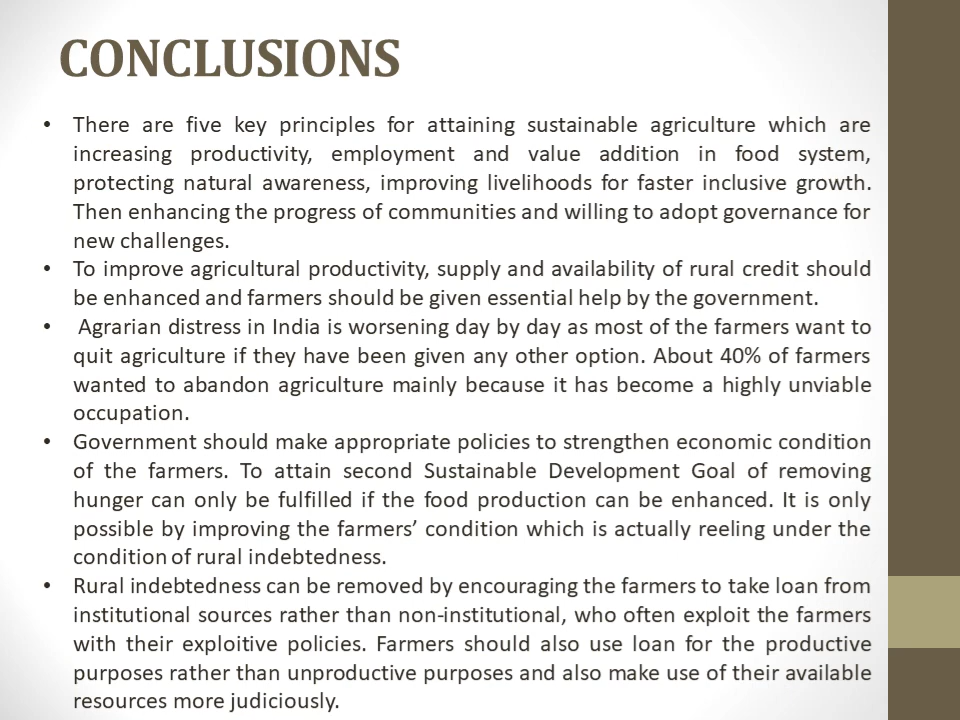 CONCLUSIONS
• There are five key principles for attaining sustainable agriculture which are
increasing productivity, employment and value addition in food system,
protecting natural awareness, improving livelihoods for faster inclusive growth.
Then enhancing the progress of communities and willing to adopt governance for
new challenges.
• To improve agricultural productivity, supply and availability of rural credit should
be enhanced and farmers should be given essential help by the government.
• Agrarian distress in India is worsening day by day as most of the farmers want to
quit agriculture if they have been given any other option. About 40% of farmers
wanted to abandon agriculture mainly because it has become a highly unviable
occupation.
• Government should make appropriate policies to strengthen economic condition
of the farmers. To attain second Sustainable Development Goal of removing
hunger can only be fulfilled if the food production can be enhanced. It is only
possible by improving the farmers’ condition which is actually reeling under the
condition of rural indebtedness.
• Rural indebtedness can be removed by encouraging the farmers to take loan from
institutional sources rather than non-institutional, who often exploit the farmers
with their exploitive policies. Farmers should also use loan for the productive
purposes rather than unproductive purposes and also make use of their available
resources more judiciously.